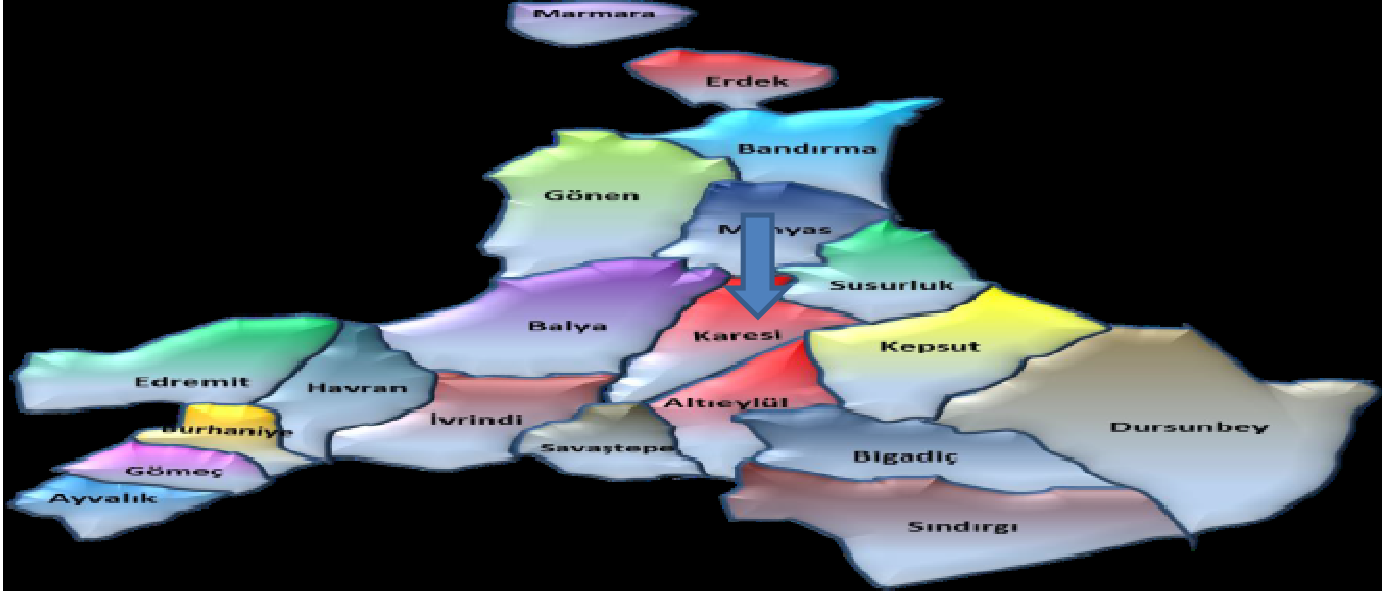 Marmara
Erdek
Bandırma
Gönen
Susurluk
Balya
Karesi
Kepsut
Edremit
Havran
Altıeylül
İvrindi
Dursunbey
Burhaniye
Savaştepe
Bigadiç
Gömeç
Ayvalık
Sındırgı